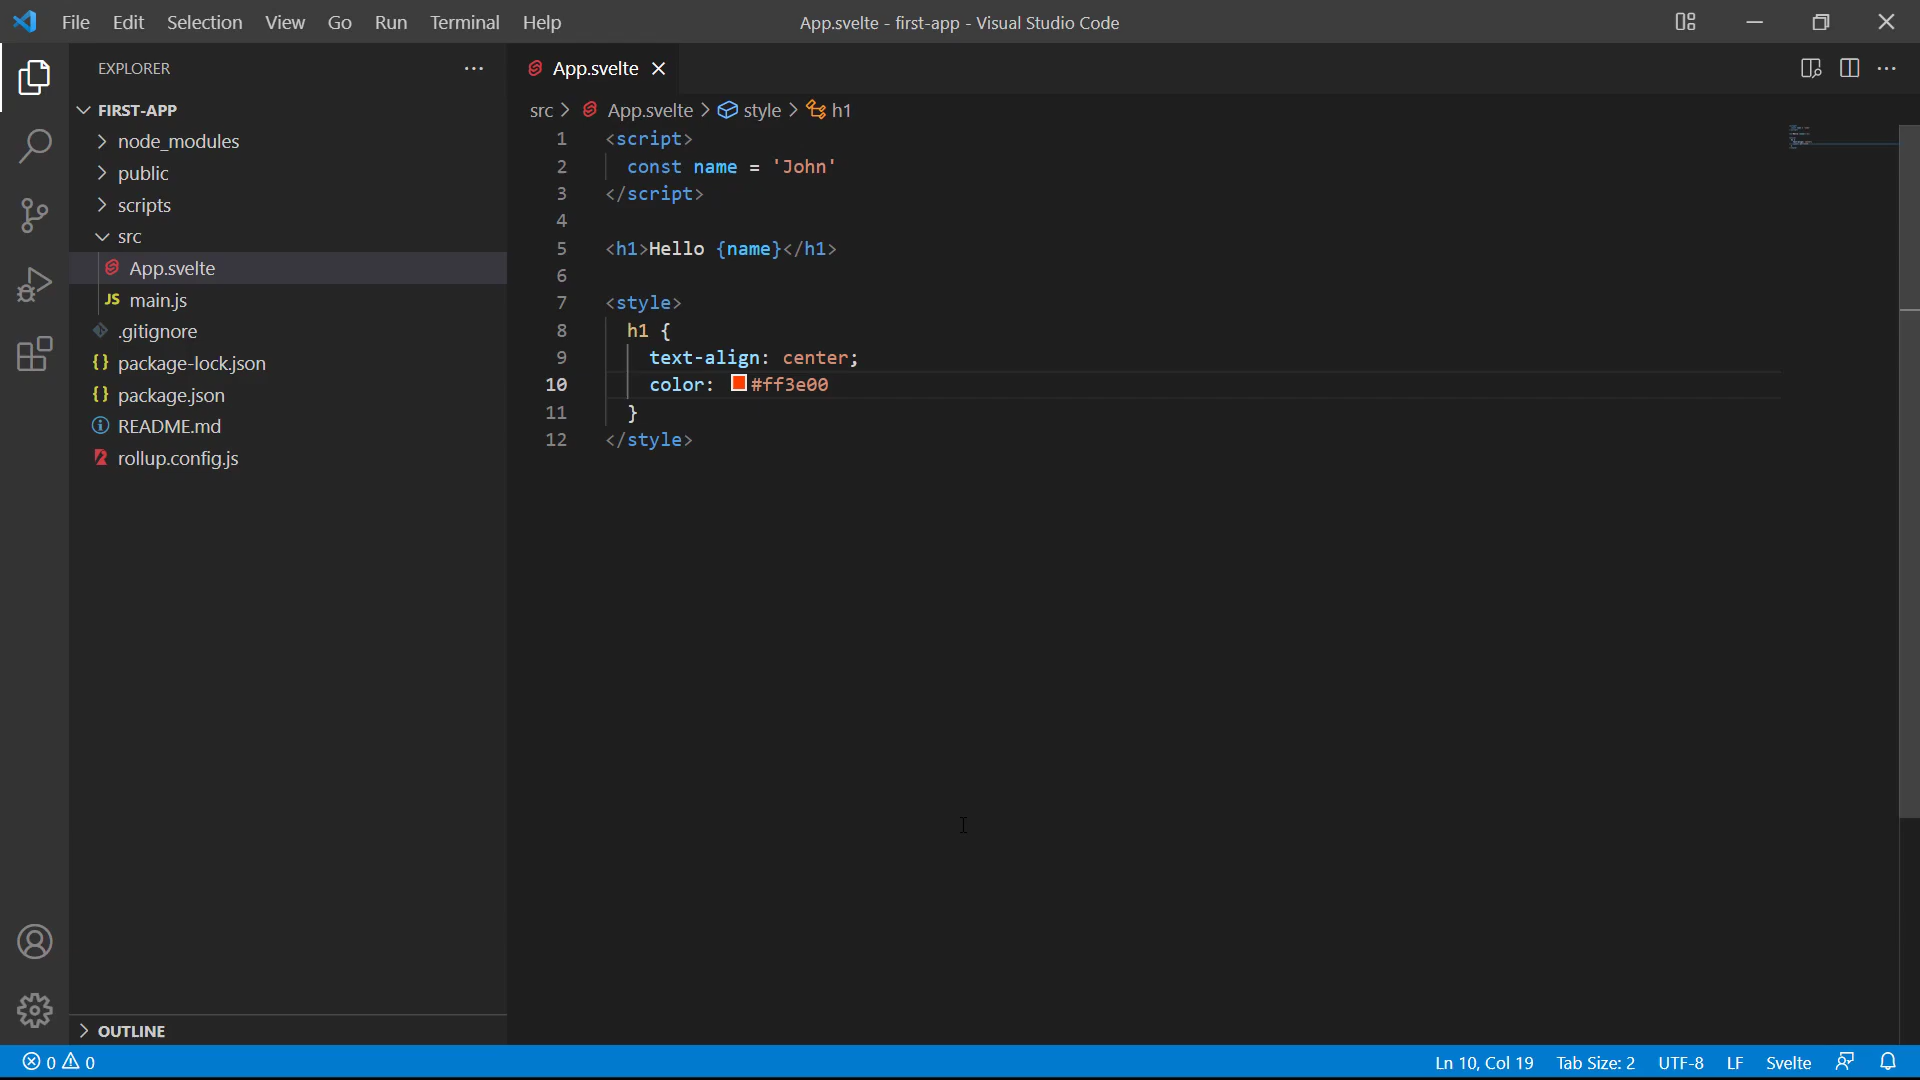 File Edit Selection View Go Run Terminal Help
App.svelte - first-app - Visual Studio Code
EXPLORER
FIRST-APP
node_modules
public
scripts
src
App.svelte
JS main.js
.gitignore
{} package-lock.json
{} package.json
README.md
rollup.config.js
OUTLINE
App.svelte
src > App.svelte > style > h1
1 <script>
2 const name = 'John'
3 </script>
4
5 <h1>Hello {name}</h1>
6
7 <style>
8 h1 {
9 text-align: center;
10 color: #ff3e00
11 }
12 </style>
0 0
Ln 10, Col 19 Tab Size: 2 UTF-8 LF Svelte